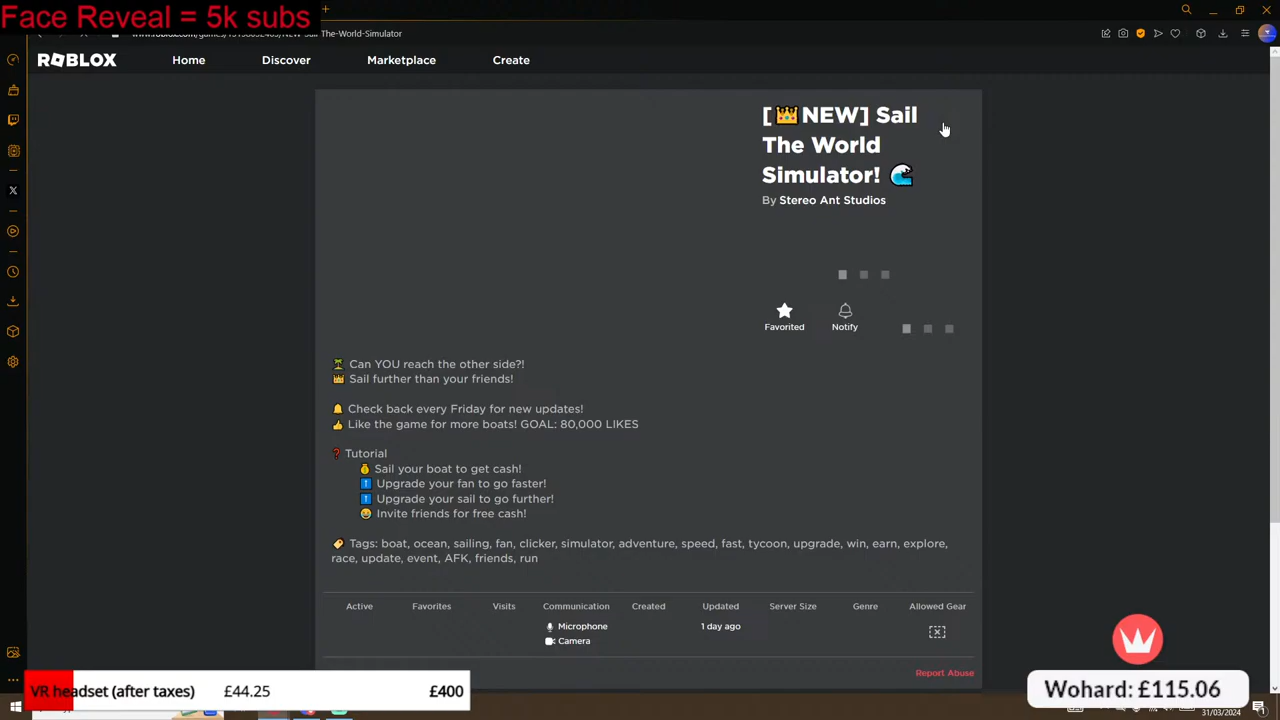 Face Reveal = 5k subs
ROBLOX
Home
Discover
Marketplace
Create
[👑NEW] Sail
The World
Simulator! 🌊
By Stereo Ant Studios
Favorited
Notify
🏝️ Can YOU reach the other side?!
👑 Sail further than your friends!
🔔 Check back every Friday for new updates!
👍 Like the game for more boats! GOAL: 80,000 LIKES
❓ Tutorial
💰 Sail your boat to get cash!
⬆️ Upgrade your fan to go faster!
⬆️ Upgrade your sail to go further!
😄 Invite friends for free cash!
🏷️ Tags: boat, ocean, sailing, fan, clicker, simulator, adventure, speed, fast, tycoon, upgrade, win, earn, explore,
race, update, event, AFK, friends, run
Active
Favorites
Visits
Communication
Created
Updated
Server Size
Genre
Allowed Gear
Microphone
Camera
1 day ago
Report Abuse
VR headset (after taxes) £44.25 £400
Wohard: £115.06
31/03/2024